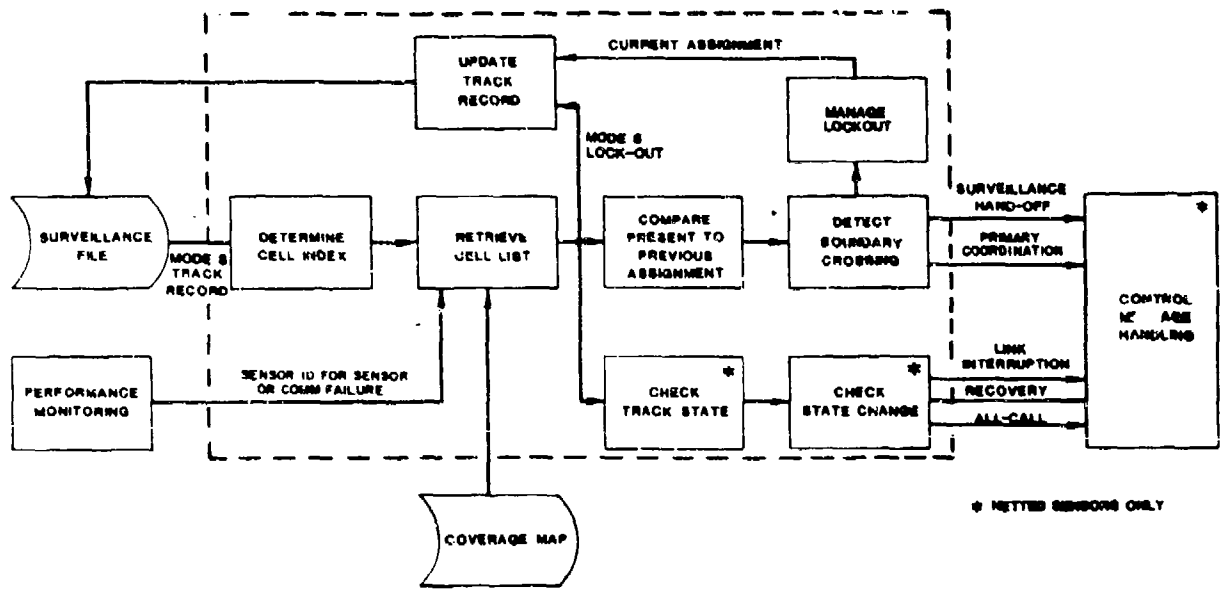 CURRENT ASSIGNMENT
UPDATE
TRACK
RECORD
MANAGE
LOCKOUT
MODE S
LOCK-OUT
SURVEILLANCE
HAND-OFF
*
SURVEILLANCE
FILE
MODE S
TRACK
RECORD
DETERMINE
CELL INDEX
RETRIEVE
CELL LIST
COMPARE
PRESENT TO
PREVIOUS
ASSIGNMENT
DETECT
BOUNDARY
CROSSING
PRIMARY
COORDINATION
CONTROL
AGE
HANDLING
PERFORMANCE
MONITORING
SENSOR ID FOR SENSOR
OR COMM FAILURE
*
CHECK
TRACK STATE
*
CHECK
STATE CHANGE
LINK
INTERRUPTION
RECOVERY
ALL-CALL
* NETTED SENSORS ONLY
COVERAGE MAP